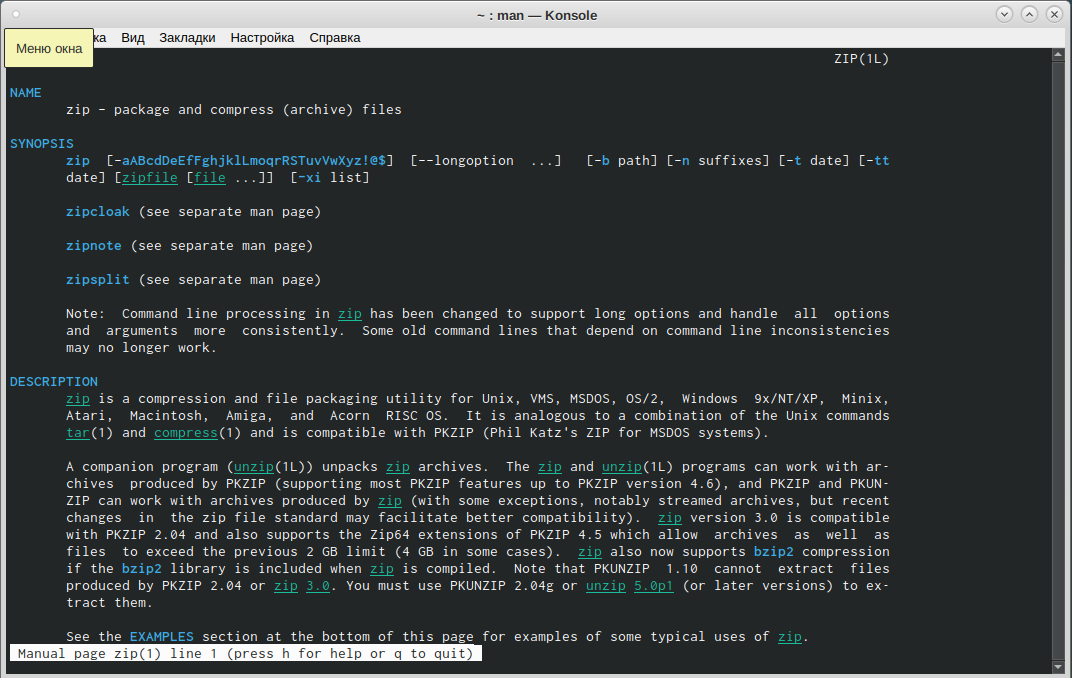 ~ : man — Konsole
Меню окна
ка Вид Закладки Настройка Справка
ZIP(1L)
NAME
zip - package and compress (archive) files
SYNOPSIS
zip [-aABcdDeEfFghjklLmoqrRSTuvVwXyz!@$] [--longoption ...] [-b path] [-n suffixes] [-t date] [-tt
date] [zipfile [file ...]] [-xi list]
zipcloak (see separate man page)
zipnote (see separate man page)
zipsplit (see separate man page)
Note: Command line processing in zip has been changed to support long options and handle all options
and arguments more consistently. Some old command lines that depend on command line inconsistencies
may no longer work.
DESCRIPTION
zip is a compression and file packaging utility for Unix, VMS, MSDOS, OS/2, Windows 9x/NT/XP, Minix,
Atari, Macintosh, Amiga, and Acorn RISC OS. It is analogous to a combination of the Unix commands
tar(1) and compress(1) and is compatible with PKZIP (Phil Katz's ZIP for MSDOS systems).
A companion program (unzip(1L)) unpacks zip archives. The zip and unzip(1L) programs can work with ar-
chives produced by PKZIP (supporting most PKZIP features up to PKZIP version 4.6), and PKZIP and PKUN-
ZIP can work with archives produced by zip (with some exceptions, notably streamed archives, but recent
changes in the zip file standard may facilitate better compatibility). zip version 3.0 is compatible
with PKZIP 2.04 and also supports the Zip64 extensions of PKZIP 4.5 which allow archives as well as
files to exceed the previous 2 GB limit (4 GB in some cases). zip also now supports bzip2 compression
if the bzip2 library is included when zip is compiled. Note that PKUNZIP 1.10 cannot extract files
produced by PKZIP 2.04 or zip 3.0. You must use PKUNZIP 2.04g or unzip 5.0p1 (or later versions) to ex-
tract them.
See the EXAMPLES section at the bottom of this page for examples of some typical uses of zip.
Manual page zip(1) line 1 (press h for help or q to quit)